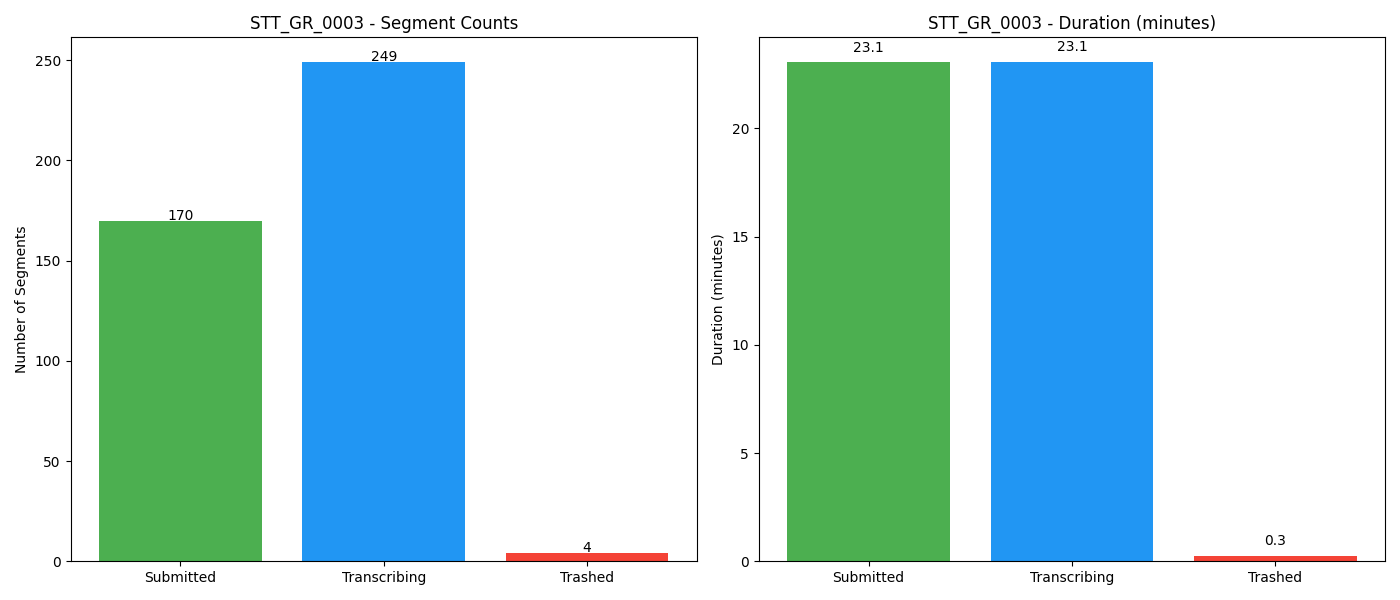 STT_GR_0003 - Segment Counts
Number of Segments
250
200
150
100
50
0
170
249
4
Submitted
Transcribing
Trashed
STT_GR_0003 - Duration (minutes)
Duration (minutes)
20
15
10
5
0
23.1
23.1
0.3
Submitted
Transcribing
Trashed